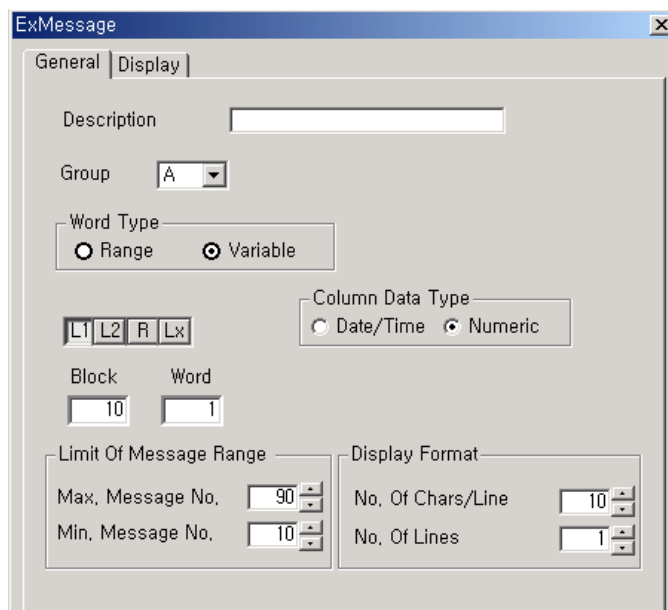 ExMessage
General Display
Description
Group A
Word Type
Range Variable
Column Data Type
Date/Time Numeric
L1 L2 R Lx
Block Word
10 1
Limit Of Message Range
Max. Message No. 90
Min. Message No. 10
Display Format
No. Of Chars/Line 10
No. Of Lines 1